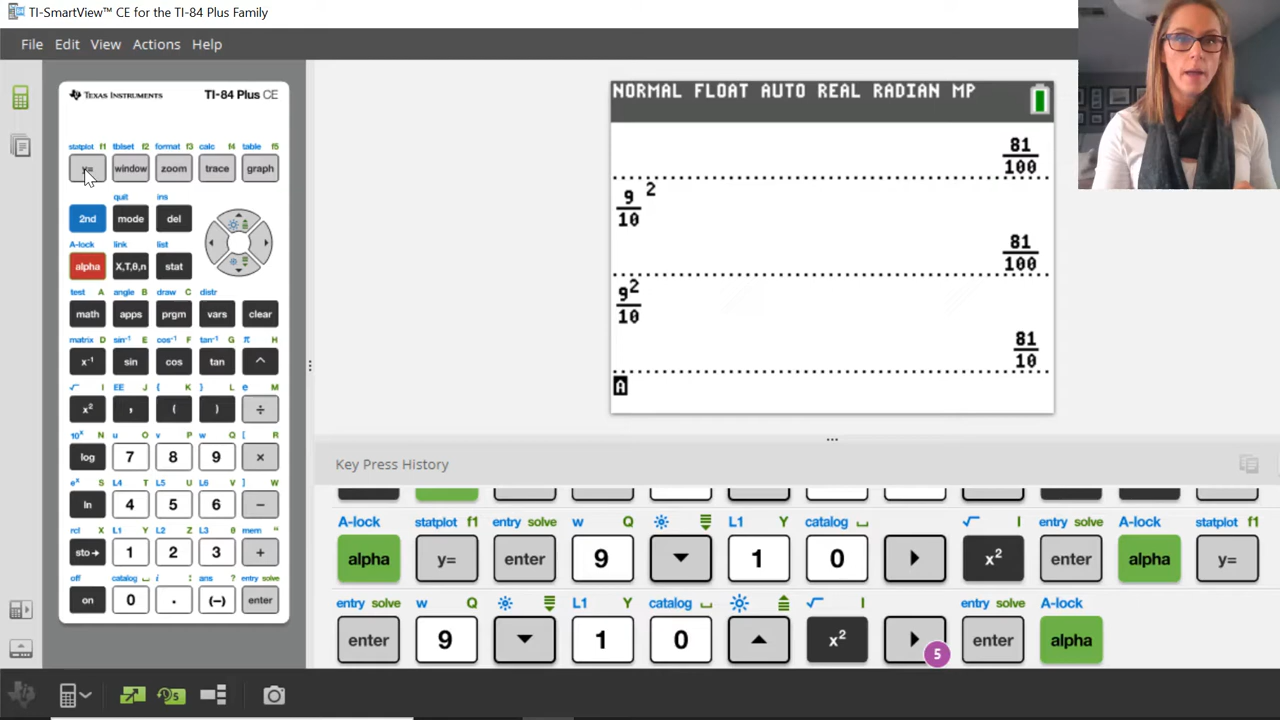 TI-SmartView™ CE for the TI-84 Plus Family
File Edit View Actions Help
TEXAS INSTRUMENTS TI-84 Plus CE
statplot f1 tblset f2 format f3 calc f4 table f5
y= window zoom trace graph
quit ins
2nd mode del
A-lock link list
alpha X,T,θ,n stat
test A angle B draw C distr
math apps prgm vars clear
matrix D sin⁻¹ E cos⁻¹ F tan⁻¹ G π H
x⁻¹ sin cos tan ^
√ I EE J { K } L e M
x² , ( ) ÷
10ˣ N u O v P w Q [ R
log 7 8 9 ×
eˣ S L4 T L5 U L6 V ] W
ln 4 5 6 −
rcl X L1 Y L2 Z L3 θ mem "
sto→ 1 2 3 +
off catalog ⎵ i : ans ? entry solve
on 0 . (−) enter
NORMAL FLOAT AUTO REAL RADIAN MP
81/100
9/10 ²
81/100
9²/10
81/10
A
Key Press History
A-lock statplot f1 entry solve w Q L1 Y catalog ⎵ √ I entry solve A-lock statplot f1
alpha y= enter 9 ▼ 1 0 ▶ x² enter alpha y=
entry solve w Q L1 Y catalog ⎵ √ I entry solve A-lock
enter 9 ▼ 1 0 ▲ x² ▶ 5 enter alpha